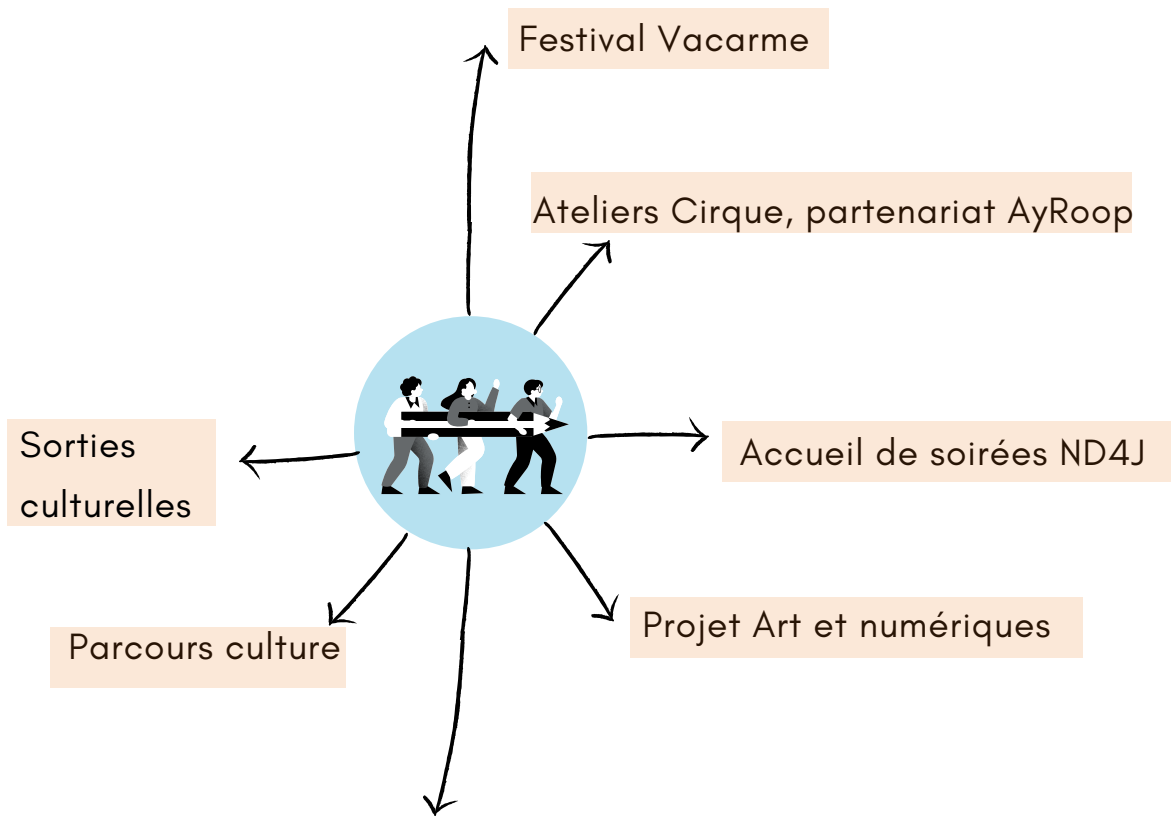 Festival Vacarme
Ateliers Cirque, partenariat AyRoop
Sorties
culturelles
Accueil de soirées ND4J
Projet Art et numériques
Parcours culture